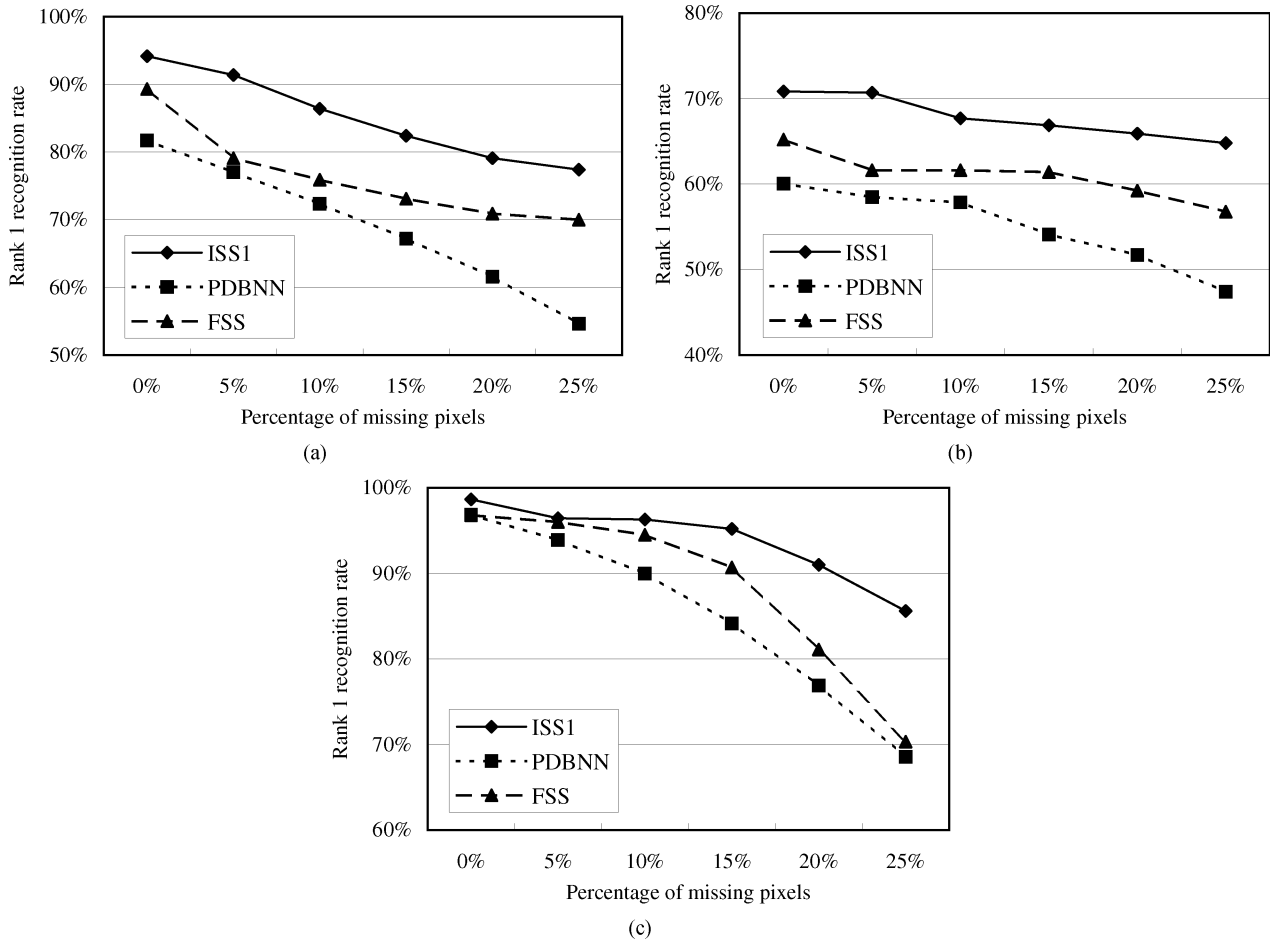 100%
90%
80%
70%
60%
50%
Rank 1 recognition rate
ISS1
PDBNN
FSS
0% 5% 10% 15% 20% 25%
Percentage of missing pixels
(a)
80%
70%
60%
50%
40%
Rank 1 recognition rate
ISS1
PDBNN
FSS
0% 5% 10% 15% 20% 25%
Percentage of missing pixels
(b)
100%
90%
80%
70%
60%
Rank 1 recognition rate
ISS1
PDBNN
FSS
0% 5% 10% 15% 20% 25%
Percentage of missing pixels
(c)